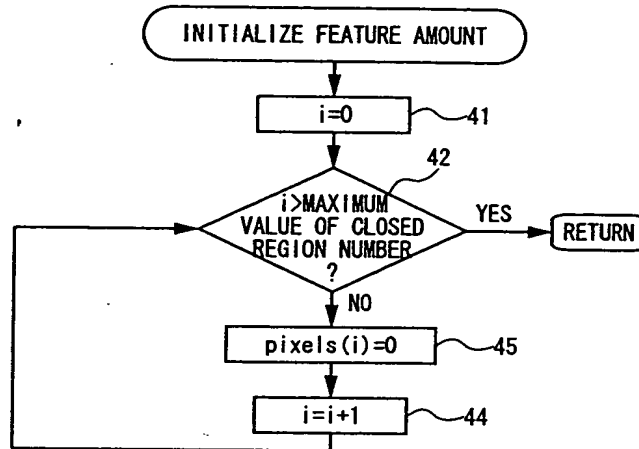 INITIALIZE FEATURE AMOUNT
i=0
41
42
i>MAXIMUM
VALUE OF CLOSED
REGION NUMBER
?
YES
RETURN
NO
pixels(i)=0
45
i=i+1
44